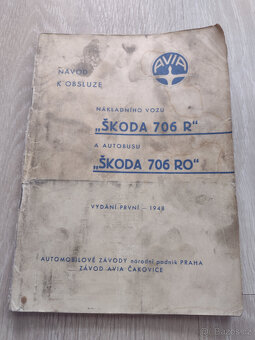 AVIA
NÁVOD
K OBSLUZE
NÁKLADNÍHO VOZU
„ŠKODA 706 R"
A AUTOBUSU
„ŠKODA 706 RO"
VYDÁNÍ PRVNÍ — 1948
AUTOMOBILOVÉ ZÁVODY národní podnik PRAHA
ZÁVOD AVIA ČAKOVICE